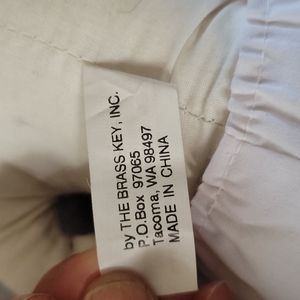 by THE BRASS KEY, INC.
P.O.Box 97065
Tacoma, WA 98497
MADE IN CHINA